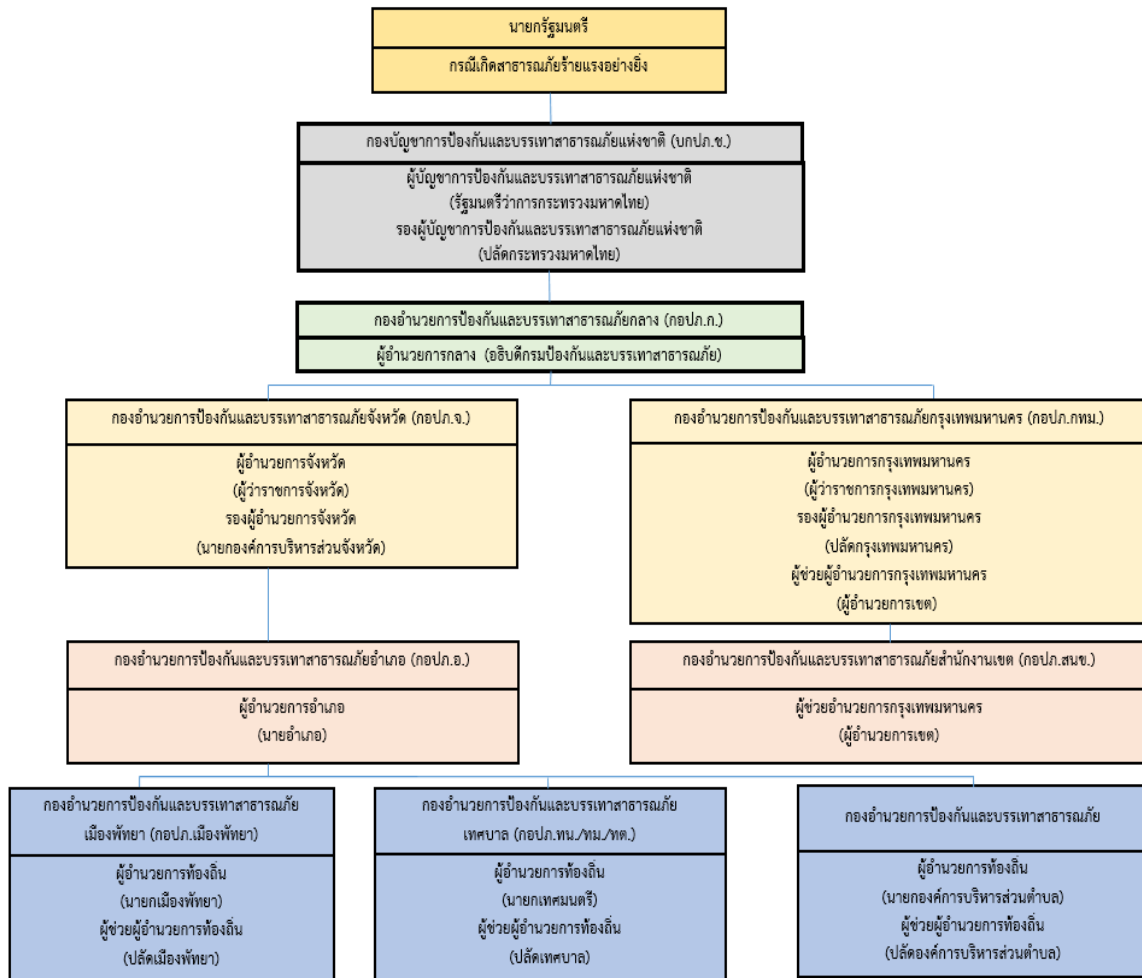 นายกรัฐมนตรี
กรณีเกิดสาธารณภัยร้ายแรงอย่างยิ่ง
กองบัญชาการป้องกันและบรรเทาสาธารณภัยแห่งชาติ (บกปภ.ช.)
ผู้บัญชาการป้องกันและบรรเทาสาธารณภัยแห่งชาติ
(รัฐมนตรีว่าการกระทรวงมหาดไทย)
รองผู้บัญชาการป้องกันและบรรเทาสาธารณภัยแห่งชาติ
(ปลัดกระทรวงมหาดไทย)
กองอำนวยการป้องกันและบรรเทาสาธารณภัยกลาง (กอปภ.ก.)
ผู้อำนวยการกลาง (อธิบดีกรมป้องกันและบรรเทาสาธารณภัย)
กองอำนวยการป้องกันและบรรเทาสาธารณภัยจังหวัด (กอปภ.จ.)
ผู้อำนวยการจังหวัด
(ผู้ว่าราชการจังหวัด)
รองผู้อำนวยการจังหวัด
(นายกองค์การบริหารส่วนจังหวัด)
กองอำนวยการป้องกันและบรรเทาสาธารณภัยกรุงเทพมหานคร (กอปภ.กทม.)
ผู้อำนวยการกรุงเทพมหานคร
(ผู้ว่าราชการกรุงเทพมหานคร)
รองผู้อำนวยการกรุงเทพมหานคร
(ปลัดกรุงเทพมหานคร)
ผู้ช่วยผู้อำนวยการกรุงเทพมหานคร
(ผู้อำนวยการเขต)
กองอำนวยการป้องกันและบรรเทาสาธารณภัยอำเภอ (กอปภ.อ.)
ผู้อำนวยการอำเภอ
(นายอำเภอ)
กองอำนวยการป้องกันและบรรเทาสาธารณภัยสำนักงานเขต (กอปภ.สนข.)
ผู้ช่วยอำนวยการกรุงเทพมหานคร
(ผู้อำนวยการเขต)
กองอำนวยการป้องกันและบรรเทาสาธารณภัย
เมืองพัทยา (กอปภ.เมืองพัทยา)
ผู้อำนวยการท้องถิ่น
(นายกเมืองพัทยา)
ผู้ช่วยผู้อำนวยการท้องถิ่น
(ปลัดเมืองพัทยา)
กองอำนวยการป้องกันและบรรเทาสาธารณภัย
เทศบาล (กอปภ.ทน./ทม./ทต.)
ผู้อำนวยการท้องถิ่น
(นายกเทศมนตรี)
ผู้ช่วยผู้อำนวยการท้องถิ่น
(ปลัดเทศบาล)
กองอำนวยการป้องกันและบรรเทาสาธารณภัย
ผู้อำนวยการท้องถิ่น
(นายกองค์การบริหารส่วนตำบล)
ผู้ช่วยผู้อำนวยการท้องถิ่น
(ปลัดองค์การบริหารส่วนตำบล)